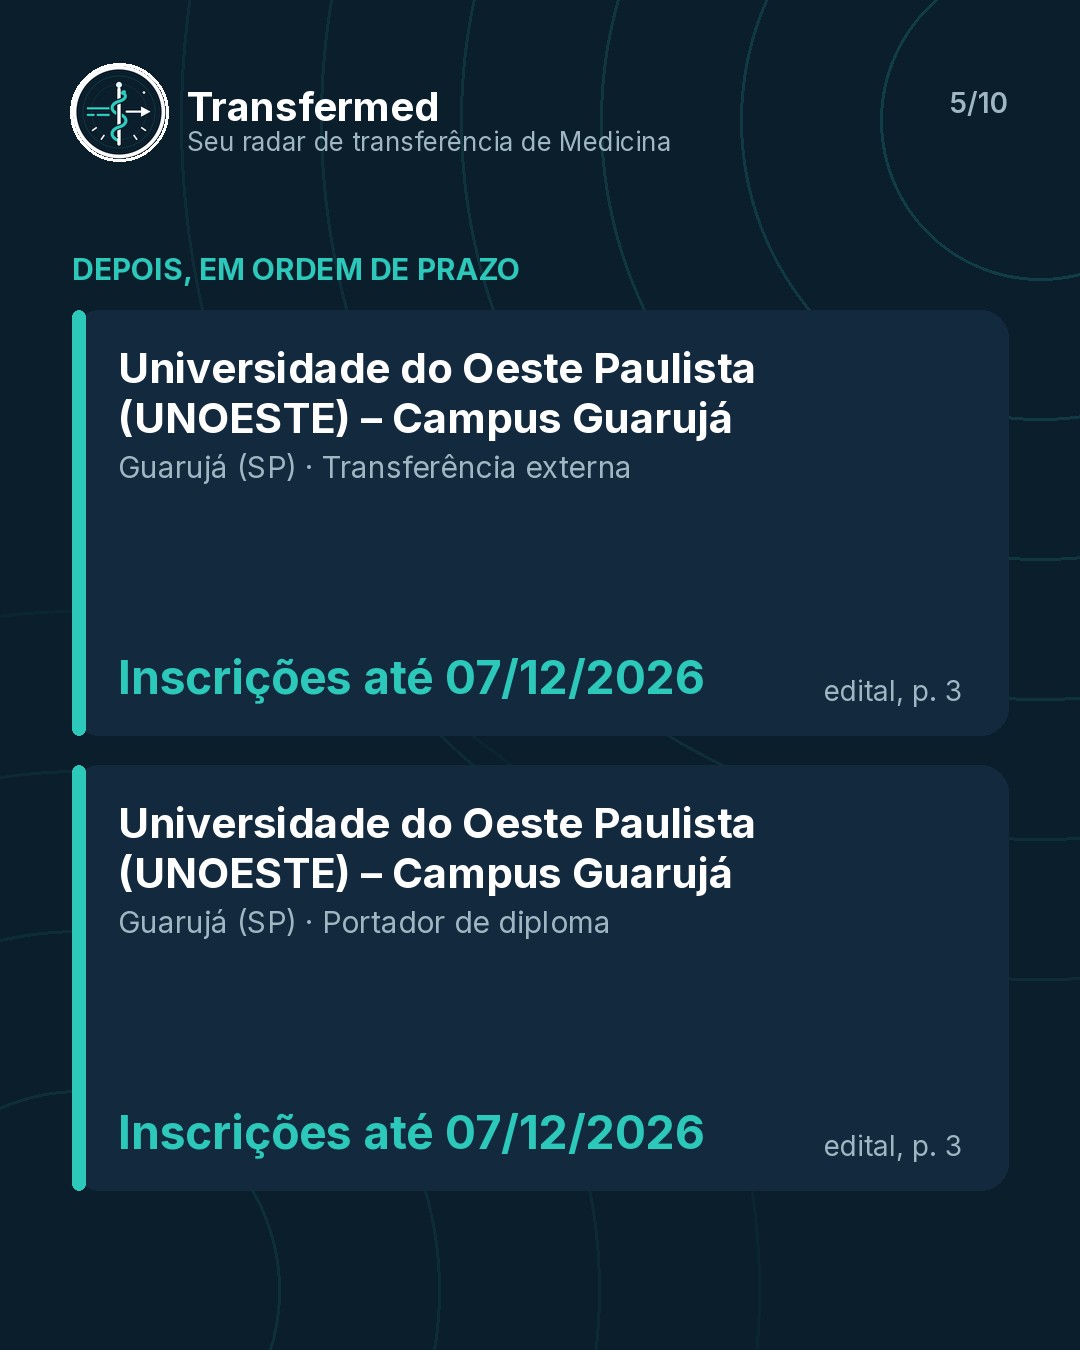 Transfermed
Seu radar de transferência de Medicina
5/10
DEPOIS, EM ORDEM DE PRAZO
Universidade do Oeste Paulista
(UNOESTE) – Campus Guarujá
Guarujá (SP) · Transferência externa
Inscrições até 07/12/2026
edital, p. 3
Universidade do Oeste Paulista
(UNOESTE) – Campus Guarujá
Guarujá (SP) · Portador de diploma
Inscrições até 07/12/2026
edital, p. 3